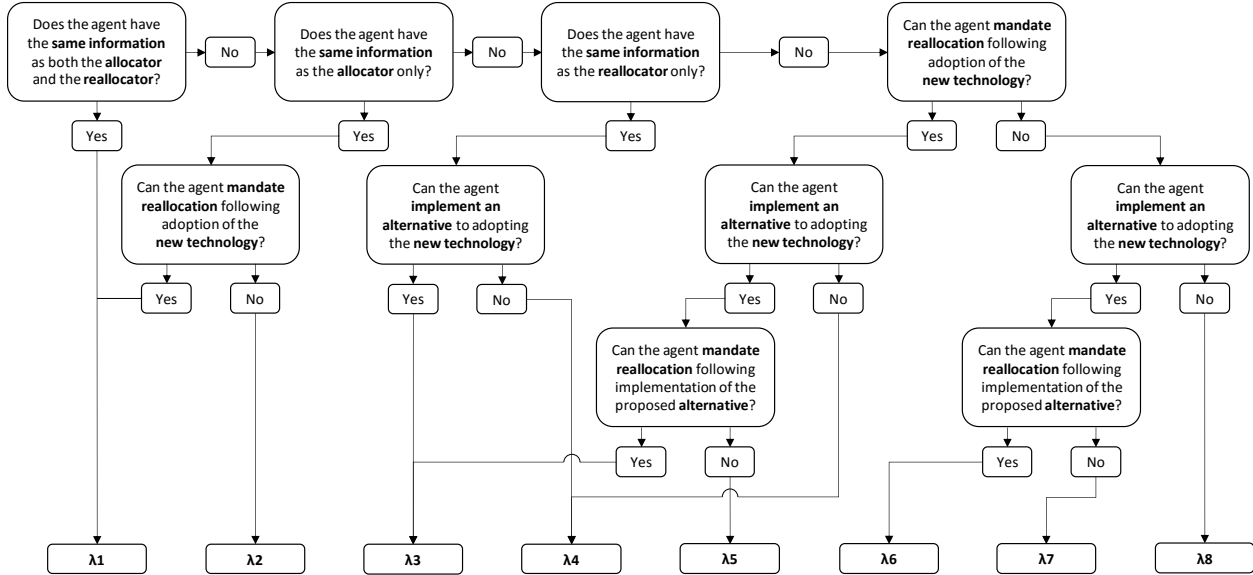 Does the agent have
the same information
as both the allocator
and the reallocator?
No
Does the agent have
the same information
as the allocator only?
No
Does the agent have
the same information
as the reallocator only?
No
Can the agent mandate
reallocation following
adoption of the
new technology?
Yes
Yes
Yes
Yes
No
Can the agent mandate
reallocation following
adoption of the
new technology?
Can the agent
implement an
alternative to adopting
the new technology?
Can the agent
implement an
alternative to adopting
the new technology?
Can the agent
implement an
alternative to adopting
the new technology?
Yes
No
Yes
No
Yes
No
Yes
No
Can the agent mandate
reallocation following
implementation of the
proposed alternative?
Can the agent mandate
reallocation following
implementation of the
proposed alternative?
Yes
No
Yes
No
λ1
λ2
λ3
λ4
λ5
λ6
λ7
λ8